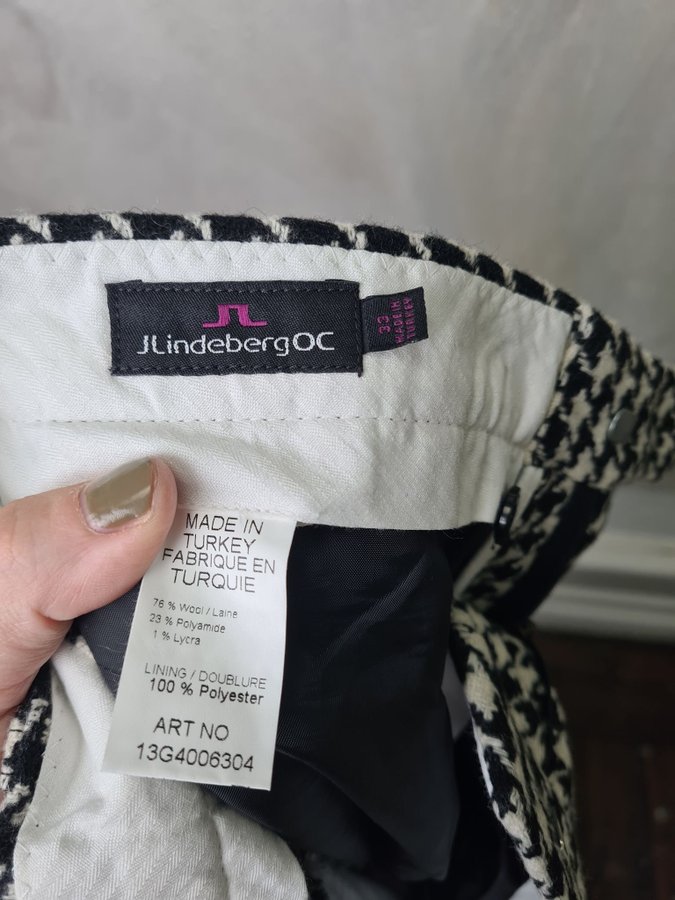 JLindebergOC
33
MADE IN
TURKEY
MADE IN
TURKEY
FABRIQUE EN
TURQUIE
76 % Wool / Laine
23 % Polyamide
1 % Lycra
LINING / DOUBLURE
100 % Polyester
ART NO
13G4006304